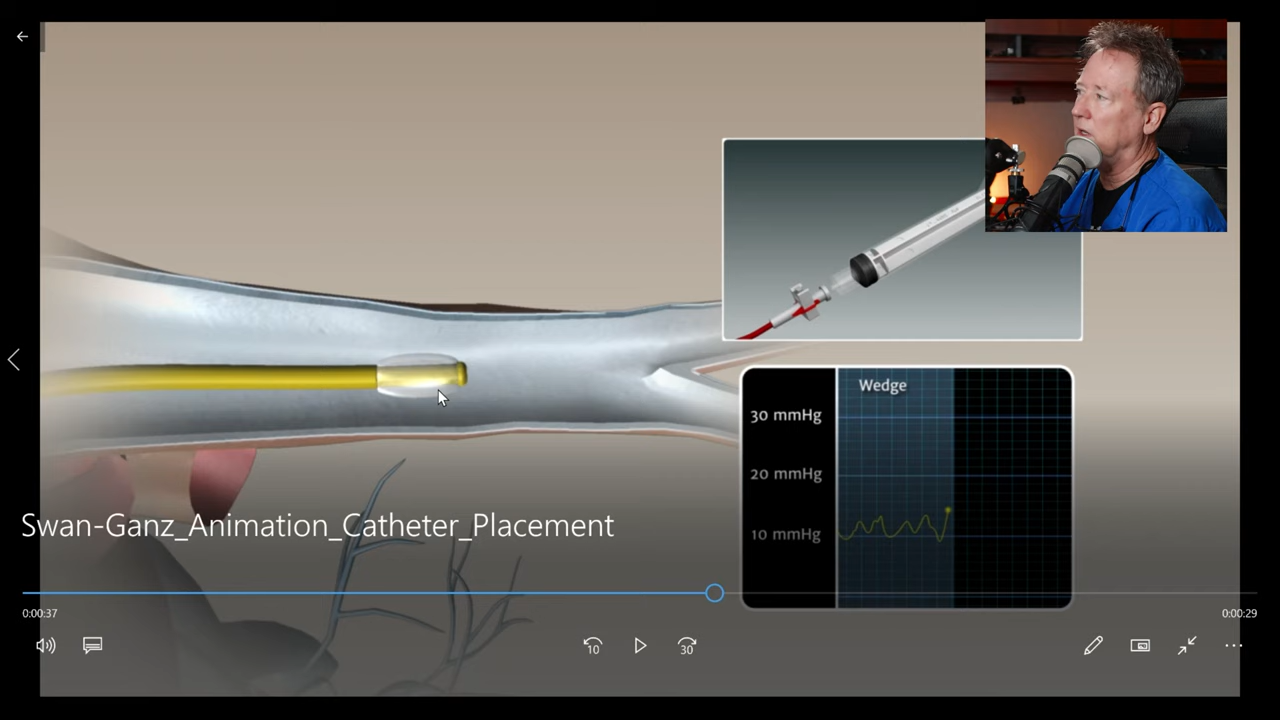 Wedge
30 mmHg
20 mmHg
10 mmHg
Swan-Ganz_Animation_Catheter_Placement
0:00:37
0:00:29
10
30